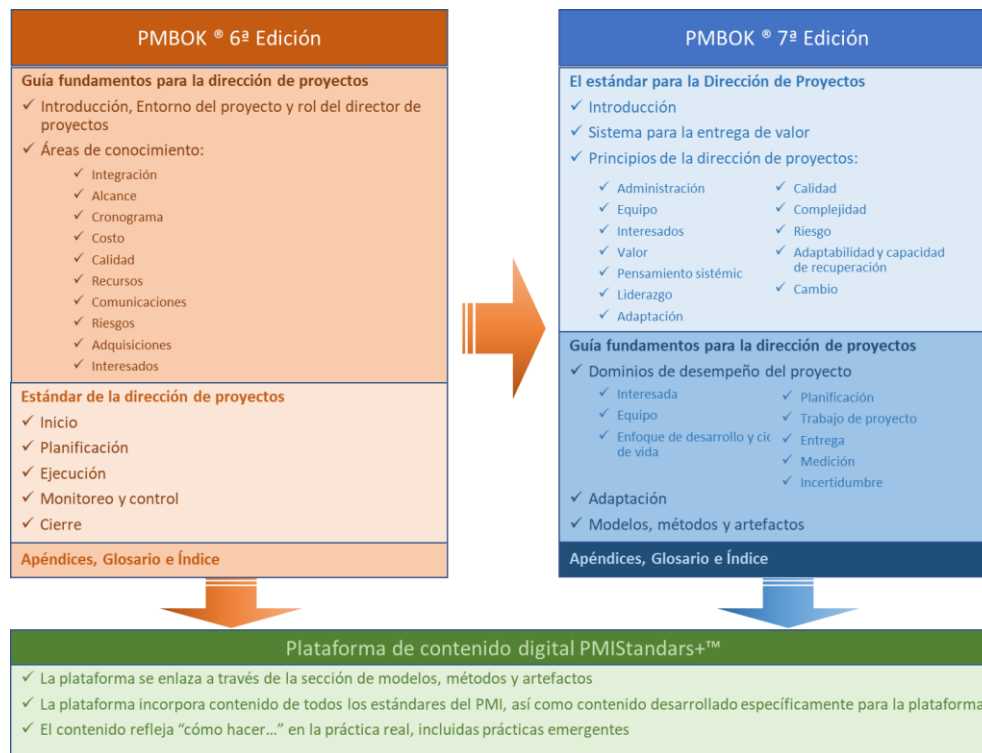 PMBOK ® 6ª Edición
Guía fundamentos para la dirección de proyectos
✓ Introducción, Entorno del proyecto y rol del director de
proyectos
✓ Áreas de conocimiento:
✓ Integración
✓ Alcance
✓ Cronograma
✓ Costo
✓ Calidad
✓ Recursos
✓ Comunicaciones
✓ Riesgos
✓ Adquisiciones
✓ Interesados
Estándar de la dirección de proyectos
✓ Inicio
✓ Planificación
✓ Ejecución
✓ Monitoreo y control
✓ Cierre
Apéndices, Glosario e Índice
PMBOK ® 7ª Edición
El estándar para la Dirección de Proyectos
✓ Introducción
✓ Sistema para la entrega de valor
✓ Principios de la dirección de proyectos:
✓ Administración
✓ Equipo
✓ Interesados
✓ Valor
✓ Pensamiento sistémic
✓ Liderazgo
✓ Adaptación
✓ Calidad
✓ Complejidad
✓ Riesgo
✓ Adaptabilidad y capacidad
de recuperación
✓ Cambio
Guía fundamentos para la dirección de proyectos
✓ Dominios de desempeño del proyecto
✓ Interesada
✓ Equipo
✓ Enfoque de desarrollo y cic
de vida
✓ Planificación
✓ Trabajo de proyecto
✓ Entrega
✓ Medición
✓ Incertidumbre
✓ Adaptación
✓ Modelos, métodos y artefactos
Apéndices, Glosario e Índice
Plataforma de contenido digital PMIStandars+™
✓ La plataforma se enlaza a través de la sección de modelos, métodos y artefactos
✓ La plataforma incorpora contenido de todos los estándares del PMI, así como contenido desarrollado específicamente para la plataforma
✓ El contenido refleja “cómo hacer…” en la práctica real, incluidas prácticas emergentes